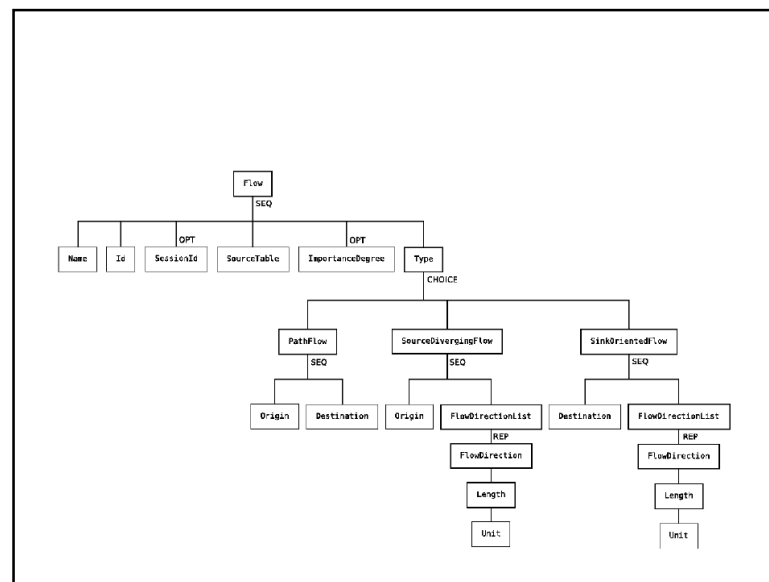 Flow
SEQ
OPT OPT
Name Id SessionId SourceTable ImportanceDegree Type
CHOICE
PathFlow SourceDivergingFlow SinkOrientedFlow
SEQ SEQ SEQ
Origin Destination Origin FlowDirectionList Destination FlowDirectionList
REP REP
FlowDirection FlowDirection
Length Length
Unit Unit